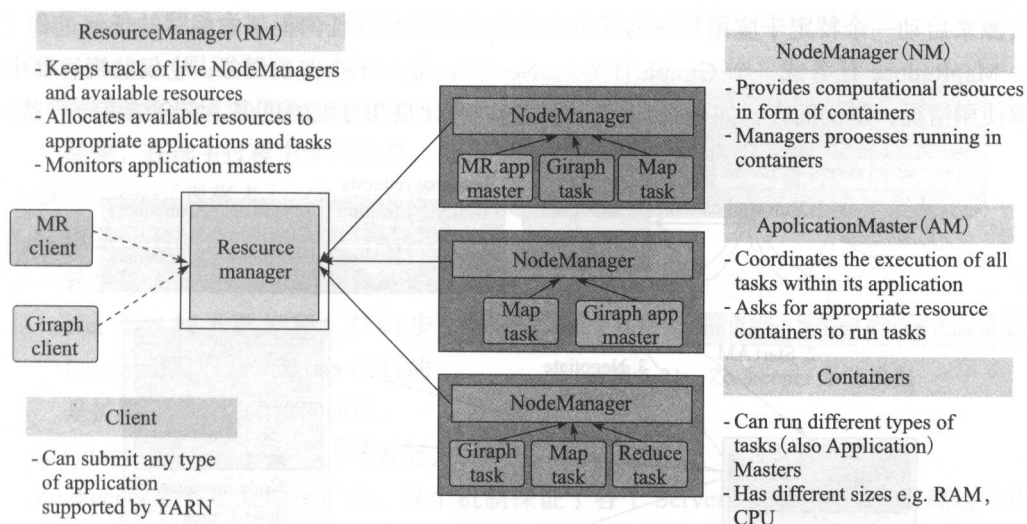 ResourceManager(RM)
- Keeps track of live NodeManagers
and available resources
- Allocates available resources to
appropriate applications and tasks
- Monitors application masters
MR
client
Giraph
client
Rescurce
manager
Client
- Can submit any type
of application
supported by YARN
NodeManager
MR app
master
Giraph
task
Map
task
NodeManager
Map
task
Giraph app
master
NodeManager
Giraph
task
Map
task
Reduce
task
NodeManager(NM)
- Provides computational resources
in form of containers
- Managers prooesses running in
containers
ApolicationMaster(AM)
- Coordinates the execution of all
tasks within its application
- Asks for appropriate resource
containers to run tasks
Containers
- Can run different types of
tasks(also Application)
Masters
- Has different sizes e.g. RAM,
CPU